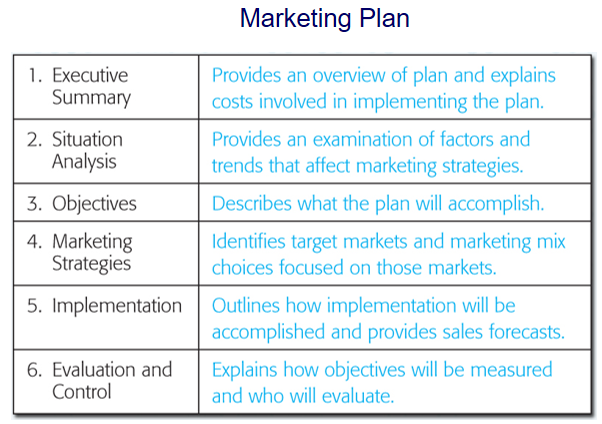 Marketing Plan
1. Executive
Summary
Provides an overview of plan and explains
costs involved in implementing the plan.
2. Situation
Analysis
Provides an examination of factors and
trends that affect marketing strategies.
3. Objectives
Describes what the plan will accomplish.
4. Marketing
Strategies
Identifies target markets and marketing mix
choices focused on those markets.
5. Implementation
Outlines how implementation will be
accomplished and provides sales forecasts.
6. Evaluation and
Control
Explains how objectives will be measured
and who will evaluate.